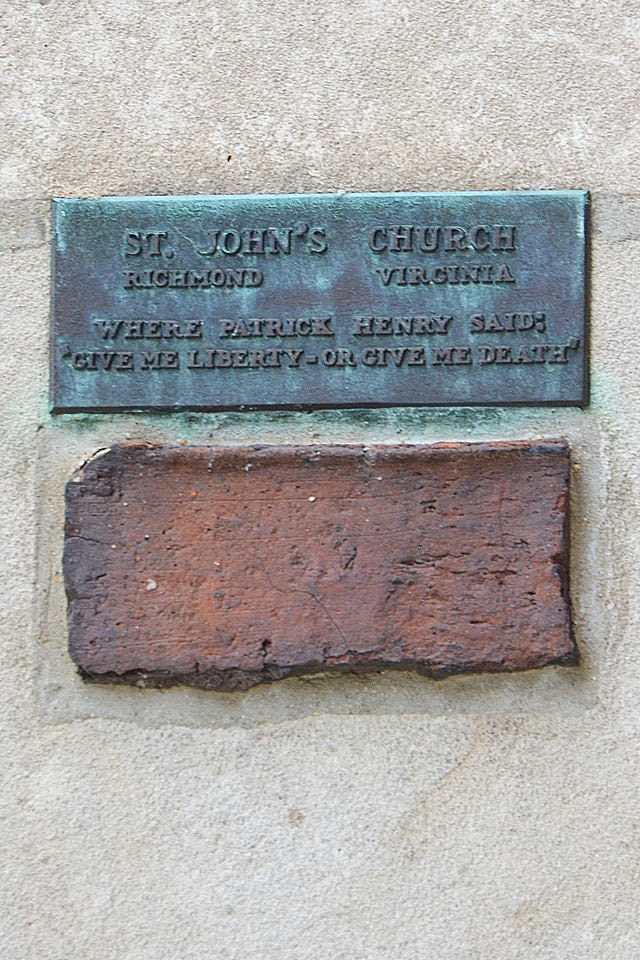 ST. JOHN'S CHURCH
RICHMOND VIRGINIA
WHERE PATRICK HENRY SAID:
"GIVE ME LIBERTY-OR GIVE ME DEATH"